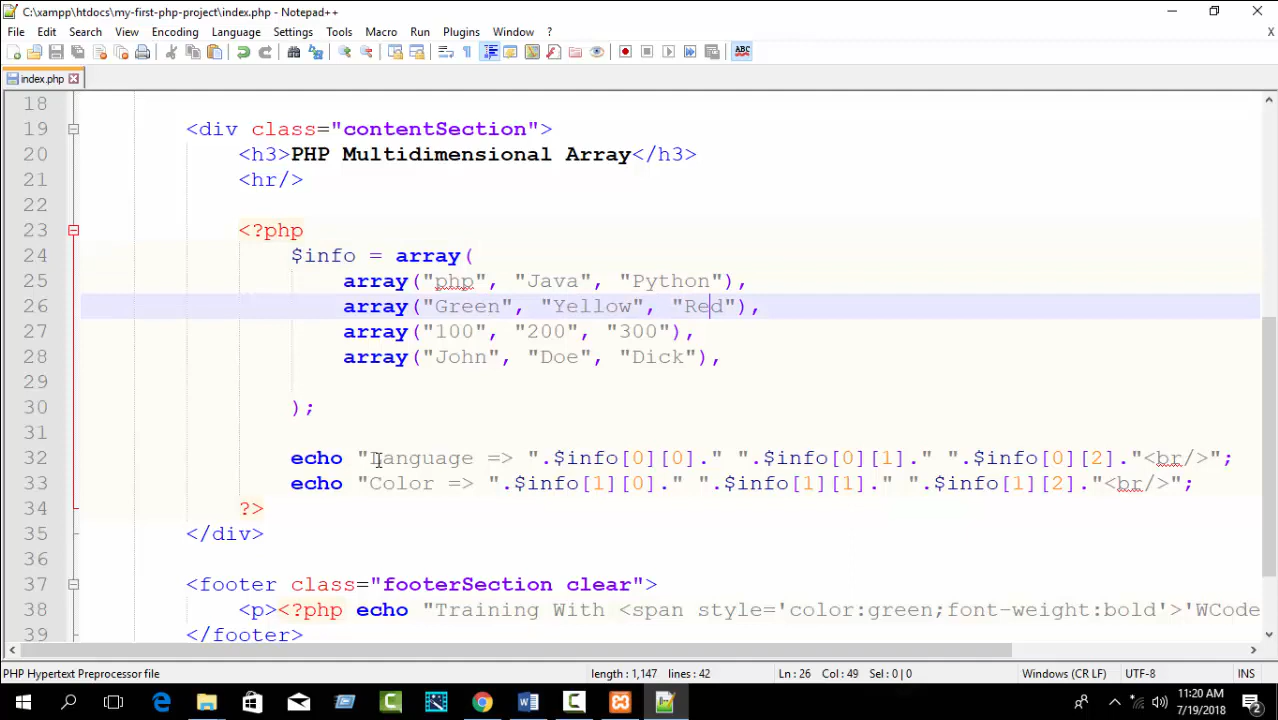 C:\xampp\htdocs\my-first-php-project\index.php - Notepad++
File Edit Search View Encoding Language Settings Tools Macro Run Plugins Window ? X
index.php
18
19 <div class="contentSection">
20 <h3>PHP Multidimensional Array</h3>
21 <hr/>
22
23 <?php
24 $info = array(
25 array("php", "Java", "Python"),
26 array("Green", "Yellow", "Red"),
27 array("100", "200", "300"),
28 array("John", "Doe", "Dick"),
29
30 );
31
32 echo "Language => ".$info[0][0]." ".$info[0][1]." ".$info[0][2]."<br/>";
33 echo "Color => ".$info[1][0]." ".$info[1][1]." ".$info[1][2]."<br/>";
34 ?>
35 </div>
36
37 <footer class="footerSection clear">
38 <p><?php echo "Training With <span style='color:green;font-weight:bold'>'WCode
39 </footer>
PHP Hypertext Preprocessor file length : 1,147 lines : 42 Ln : 26 Col : 49 Sel : 0 | 0 Windows (CR LF) UTF-8 INS
11:20 AM
7/19/2018
2